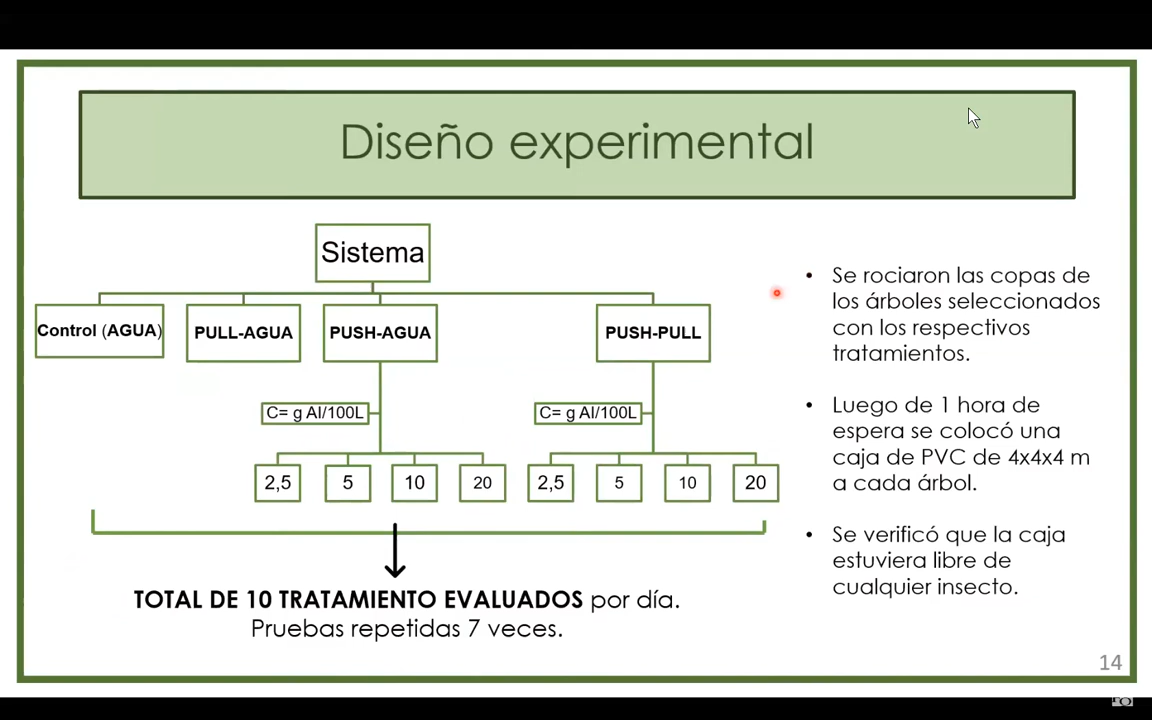 Diseño experimental
Sistema
Control (AGUA)
PULL-AGUA
PUSH-AGUA
PUSH-PULL
C= g AI/100L
C= g AI/100L
2,5
5
10
20
2,5
5
10
20
TOTAL DE 10 TRATAMIENTO EVALUADOS por día.
Pruebas repetidas 7 veces.
• Se rociaron las copas de
los árboles seleccionados
con los respectivos
tratamientos.
• Luego de 1 hora de
espera se colocó una
caja de PVC de 4x4x4 m
a cada árbol.
• Se verificó que la caja
estuviera libre de
cualquier insecto.
14